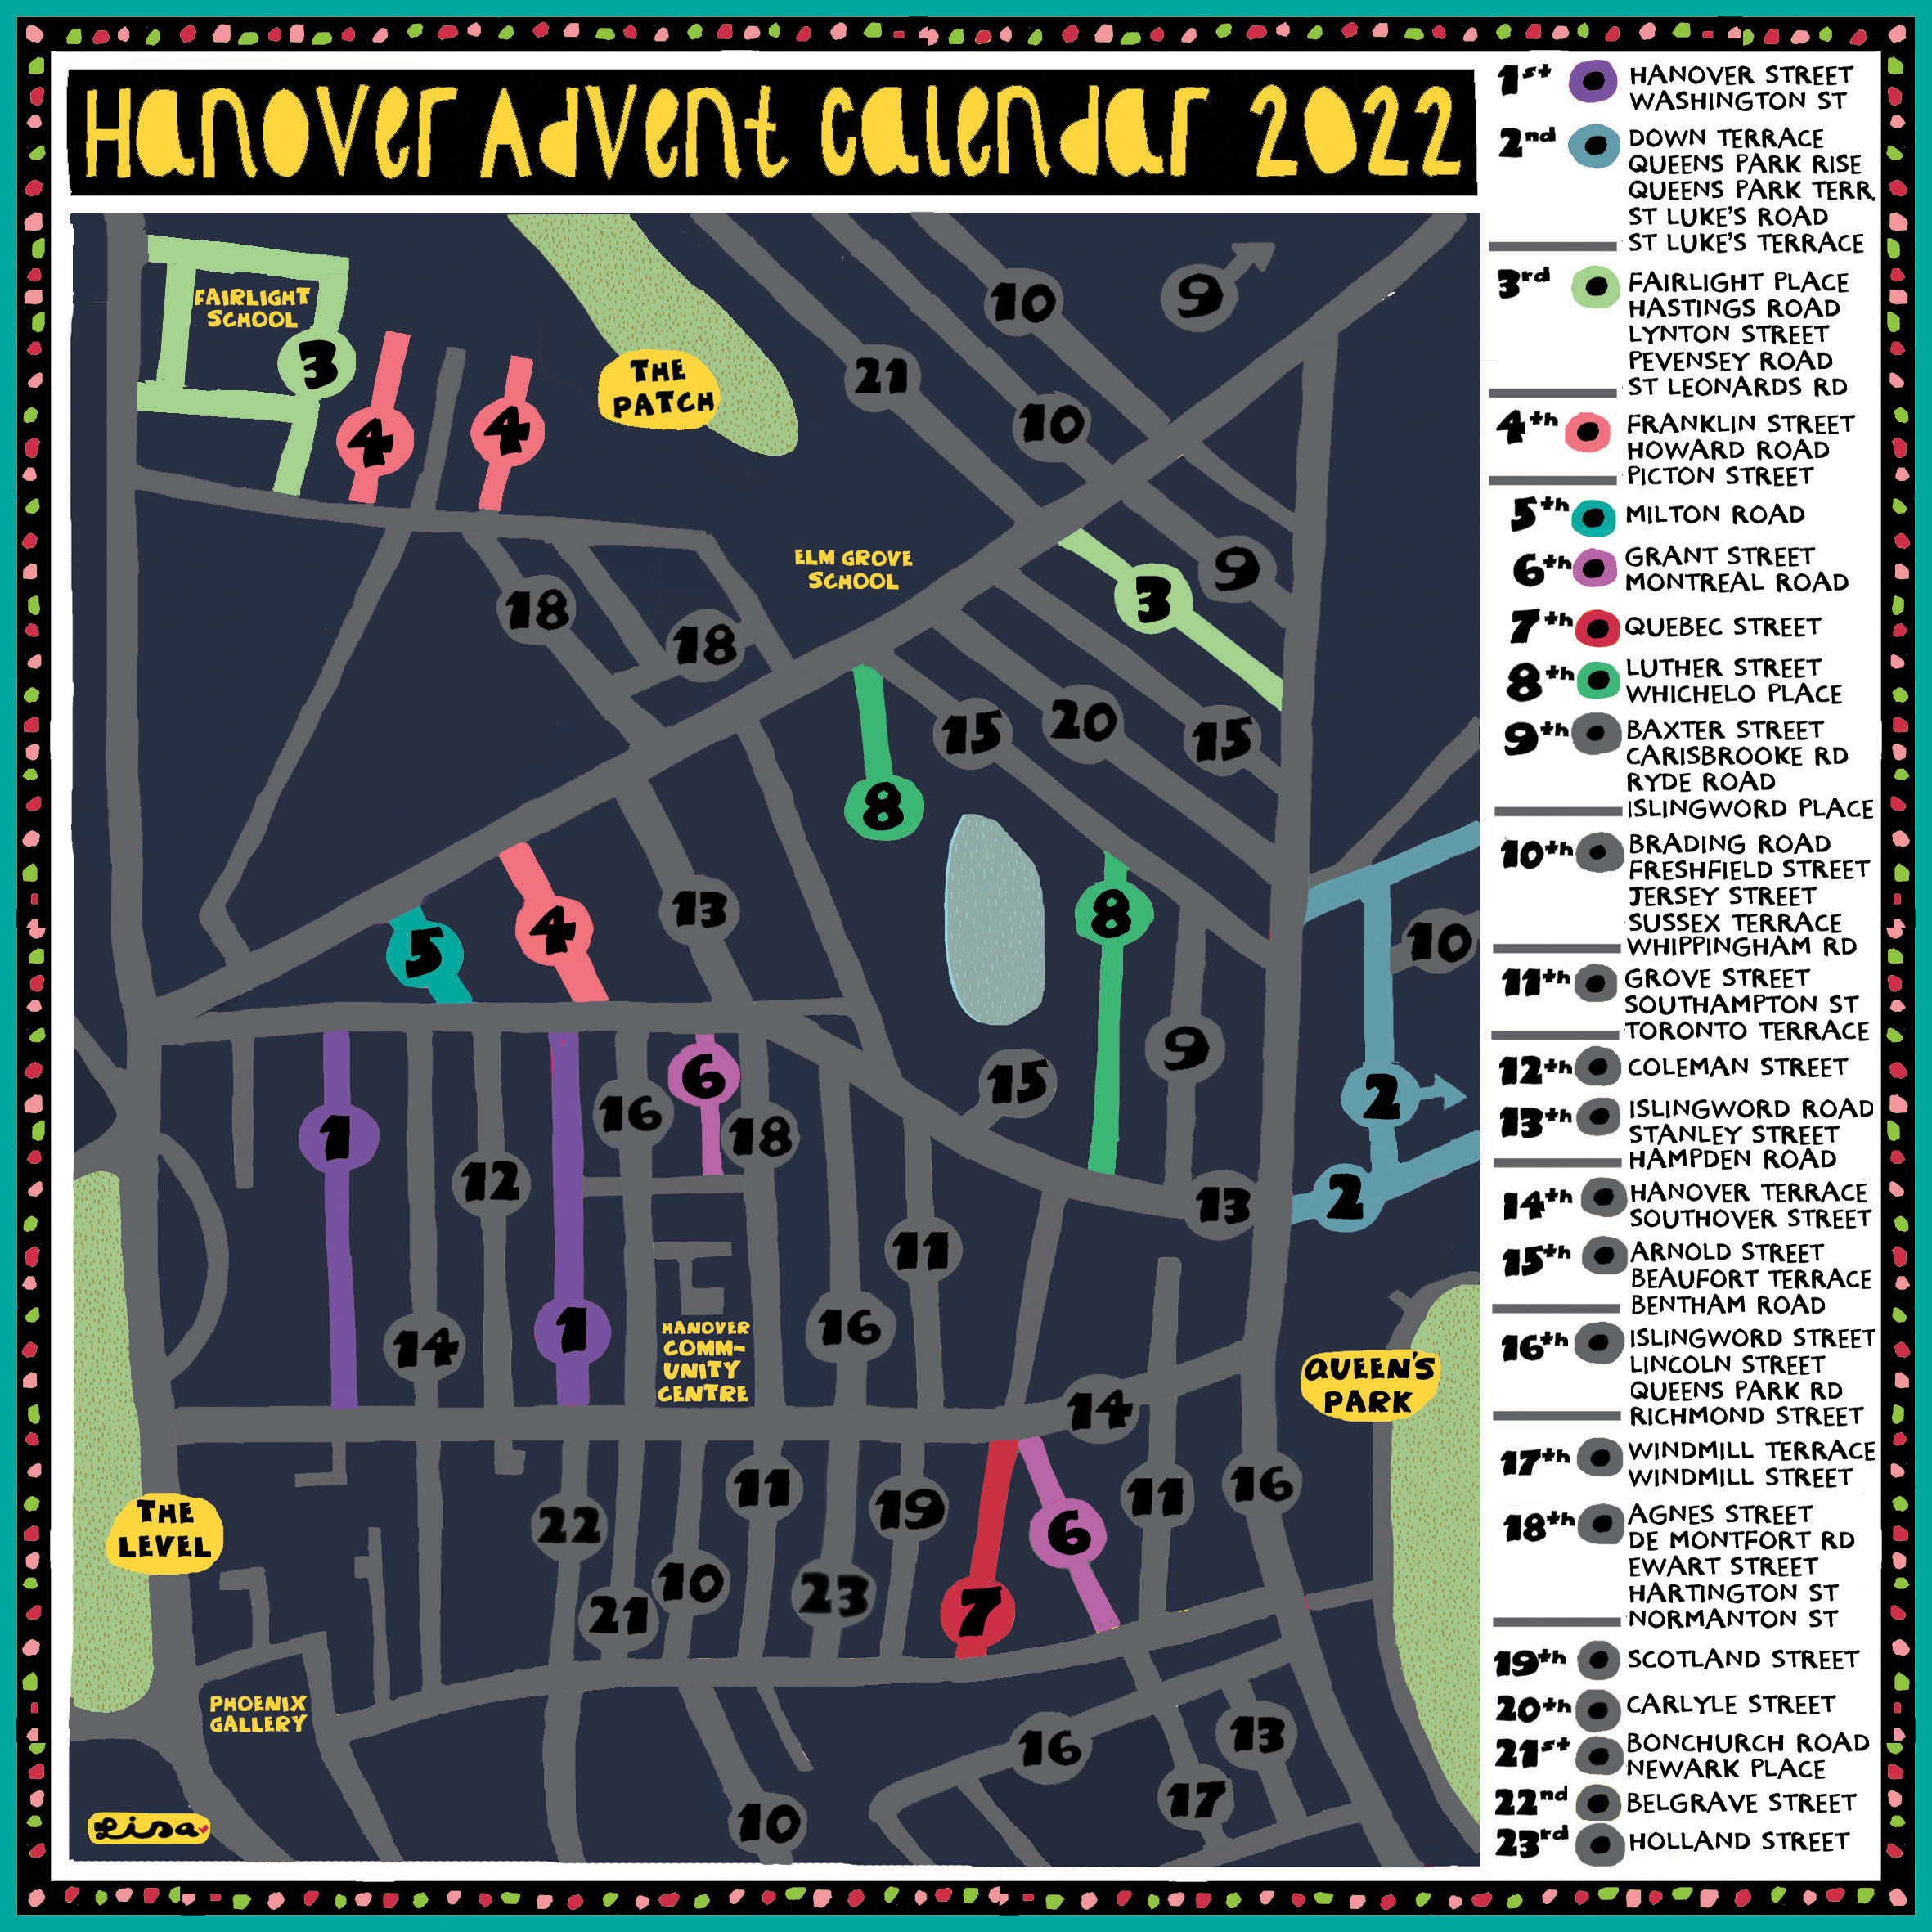 Hanover Advent Calendar 2022
FAIRLIGHT
SCHOOL
3
4
4
THE
PATCH
21
10
10
9
ELM GROVE
SCHOOL
9
3
18
18
15
20
15
8
5
4
13
8
10
9
1
12
16
6
18
15
2
13
2
11
14
1
HANOVER
COMM-
UNITY
CENTRE
16
14
QUEEN'S
PARK
THE
LEVEL
22
21
10
11
23
19
7
6
11
16
PHOENIX
GALLERY
16
13
17
10
Lisa
1st HANOVER STREET
WASHINGTON ST
2nd DOWN TERRACE
QUEENS PARK RISE
QUEENS PARK TERR.
ST LUKE'S ROAD
ST LUKE'S TERRACE
3rd FAIRLIGHT PLACE
HASTINGS ROAD
LYNTON STREET
PEVENSEY ROAD
ST LEONARDS RD
4th FRANKLIN STREET
HOWARD ROAD
PICTON STREET
5th MILTON ROAD
6th GRANT STREET
MONTREAL ROAD
7th QUEBEC STREET
8th LUTHER STREET
WHICHELO PLACE
9th BAXTER STREET
CARISBROOKE RD
RYDE ROAD
ISLINGWORD PLACE
10th BRADING ROAD
FRESHFIELD STREET
JERSEY STREET
SUSSEX TERRACE
WHIPPINGHAM RD
11th GROVE STREET
SOUTHAMPTON ST
TORONTO TERRACE
12th COLEMAN STREET
13th ISLINGWORD ROAD
STANLEY STREET
HAMPDEN ROAD
14th HANOVER TERRACE
SOUTHOVER STREET
15th ARNOLD STREET
BEAUFORT TERRACE
BENTHAM ROAD
16th ISLINGWORD STREET
LINCOLN STREET
QUEENS PARK RD
RICHMOND STREET
17th WINDMILL TERRACE
WINDMILL STREET
18th AGNES STREET
DE MONTFORT RD
EWART STREET
HARTINGTON ST
NORMANTON ST
19th SCOTLAND STREET
20th CARLYLE STREET
21st BONCHURCH ROAD
NEWARK PLACE
22nd BELGRAVE STREET
23rd HOLLAND STREET